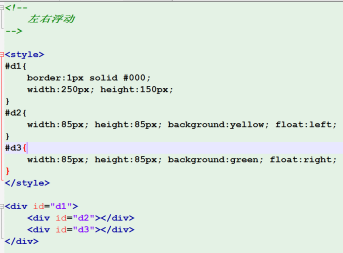 <!--
    左右浮动
-->
<style>
#d1{
    border:1px solid #000;
    width:250px; height:150px;
}
#d2{
    width:85px; height:85px; background:yellow; float:left;
}
#d3{
    width:85px; height:85px; background:green; float:right;
}
</style>
<div id="d1">
    <div id="d2"></div>
    <div id="d3"></div>
</div>